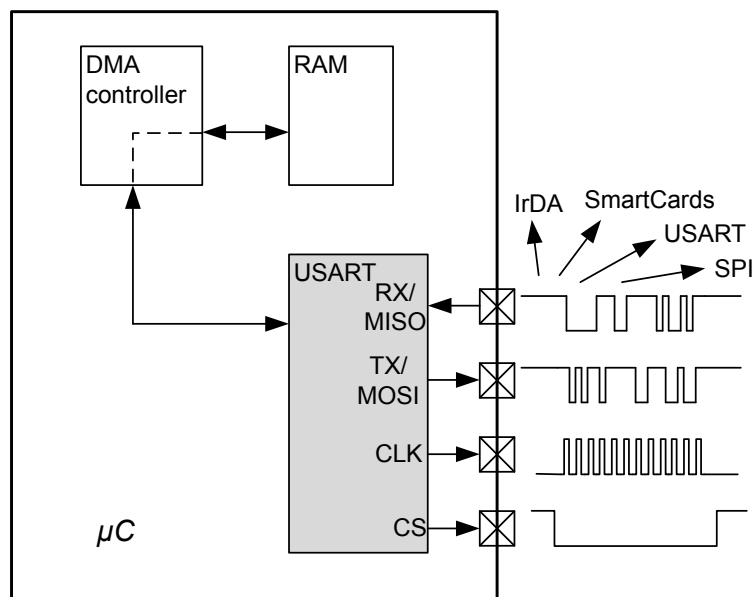 DMA
controller
RAM
IrDA
SmartCards
USART
SPI
USART
RX/
MISO
TX/
MOSI
CLK
CS
µC